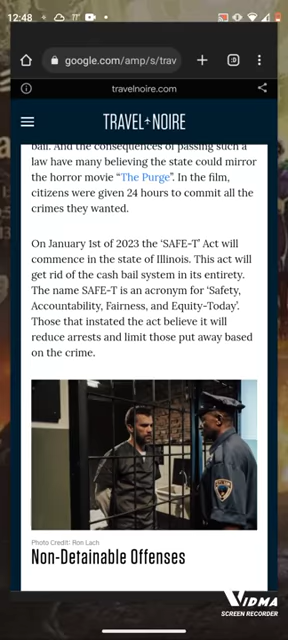 12:48
google.com/amp/s/trav
:D
travelnoire.com
TRAVEL NOIRE
bail. And the consequences of passing such a
law have many believing the state could mirror
the horror movie “The Purge”. In the film,
citizens were given 24 hours to commit all the
crimes they wanted.
On January 1st of 2023 the ‘SAFE-T’ Act will
commence in the state of Illinois. This act will
get rid of the cash bail system in its entirety.
The name SAFE-T is an acronym for ‘Safety,
Accountability, Fairness, and Equity-Today’.
Those that instated the act believe it will
reduce arrests and limit those put away based
on the crime.
Photo Credit: Ron Lach
Non-Detainable Offenses
VIDMA
SCREEN RECORDER